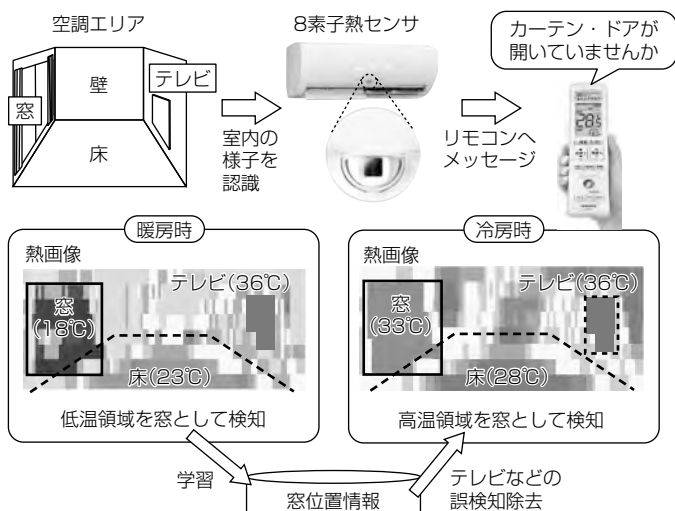 空調エリア
壁
テレビ
窓
床
室内の
様子を
認識
8素子熱センサ
リモコンへ
メッセージ
カーテン・ドアが
開いていませんか
28.5
暖房時
熱画像
テレビ(36℃)
窓
(18℃)
床(23℃)
低温領域を窓として検知
冷房時
熱画像
テレビ(36℃)
窓
(33℃)
床(28℃)
高温領域を窓として検知
学習
窓位置情報
テレビなどの
誤検知除去